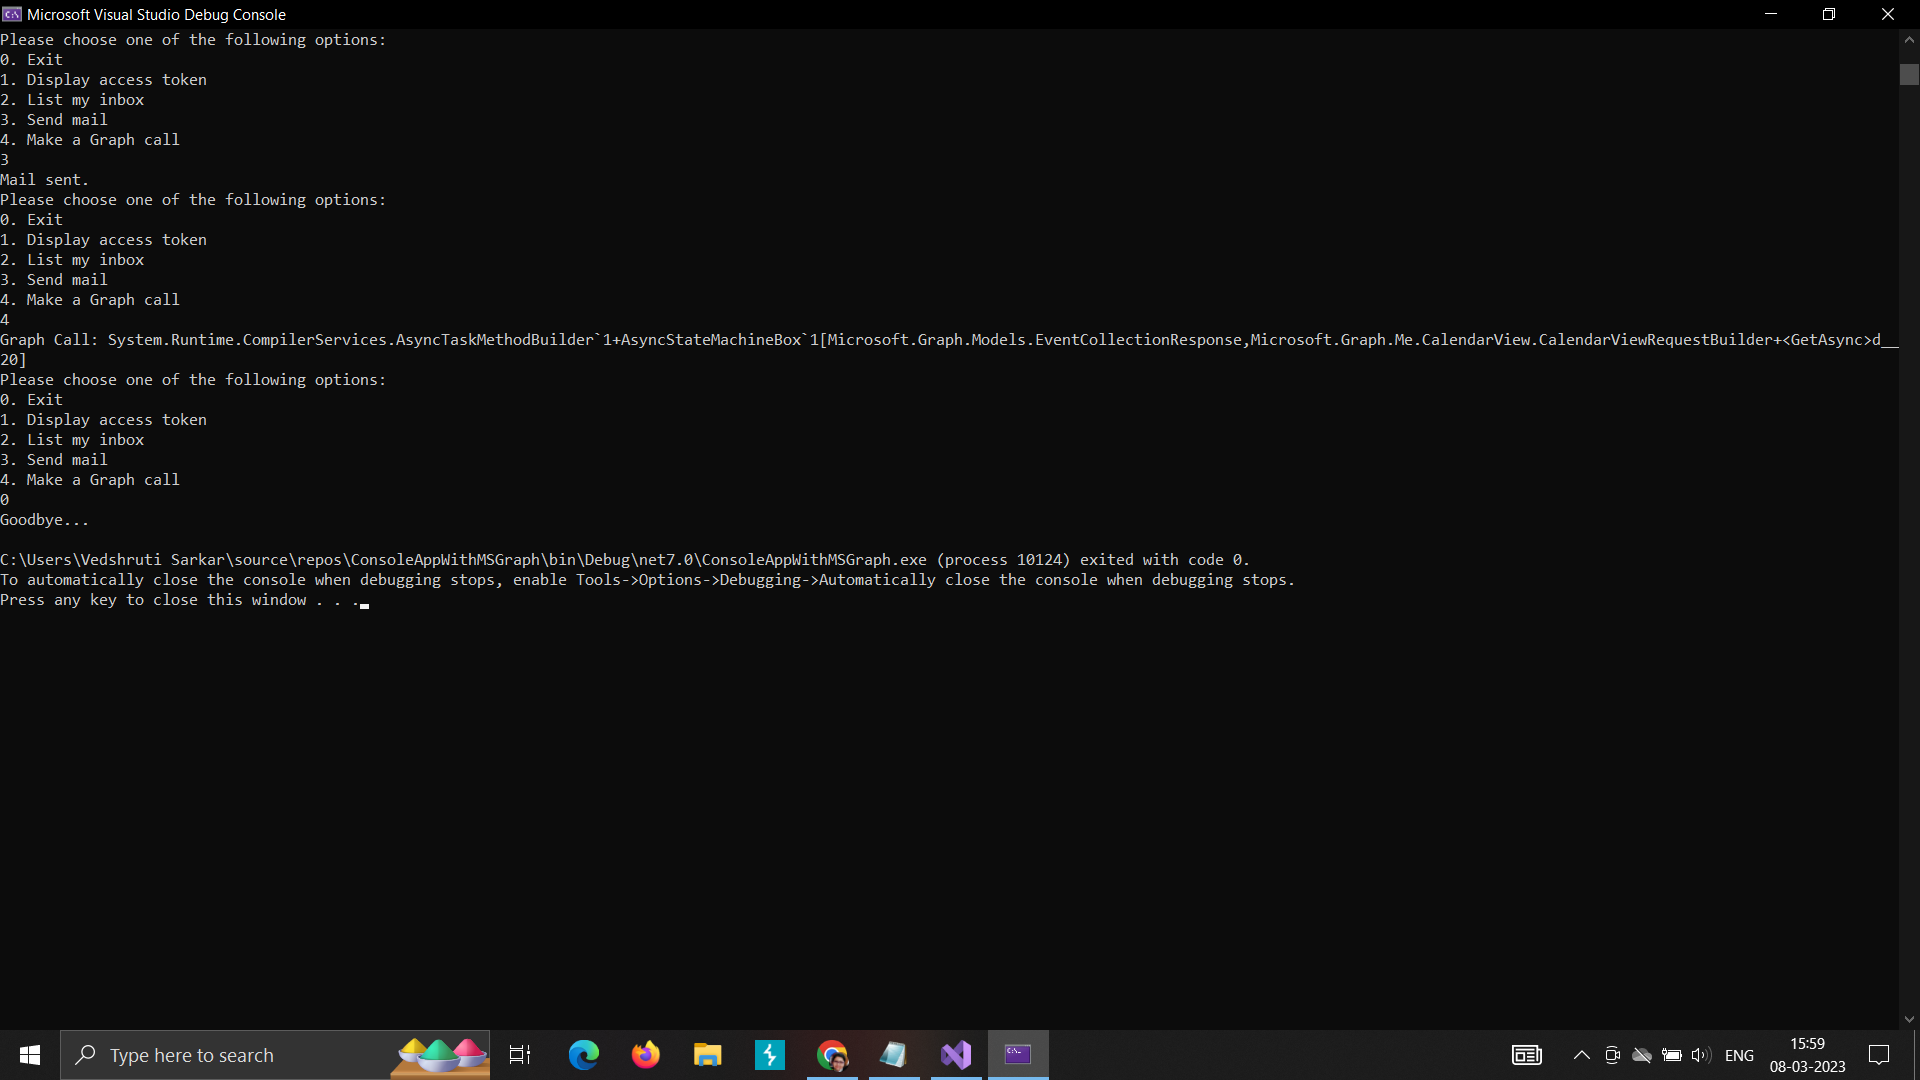 Microsoft Visual Studio Debug Console
Please choose one of the following options:
0. Exit
1. Display access token
2. List my inbox
3. Send mail
4. Make a Graph call
3
Mail sent.
Please choose one of the following options:
0. Exit
1. Display access token
2. List my inbox
3. Send mail
4. Make a Graph call
4
Graph Call: System.Runtime.CompilerServices.AsyncTaskMethodBuilder`1+AsyncStateMachineBox`1[Microsoft.Graph.Models.EventCollectionResponse,Microsoft.Graph.Me.CalendarView.CalendarViewRequestBuilder+<GetAsync>d__
20]
Please choose one of the following options:
0. Exit
1. Display access token
2. List my inbox
3. Send mail
4. Make a Graph call
0
Goodbye...
C:\Users\Vedshruti Sarkar\source\repos\ConsoleAppWithMSGraph\bin\Debug\net7.0\ConsoleAppWithMSGraph.exe (process 10124) exited with code 0.
To automatically close the console when debugging stops, enable Tools->Options->Debugging->Automatically close the console when debugging stops.
Press any key to close this window . . .
Type here to search
ENG
15:59
08-03-2023